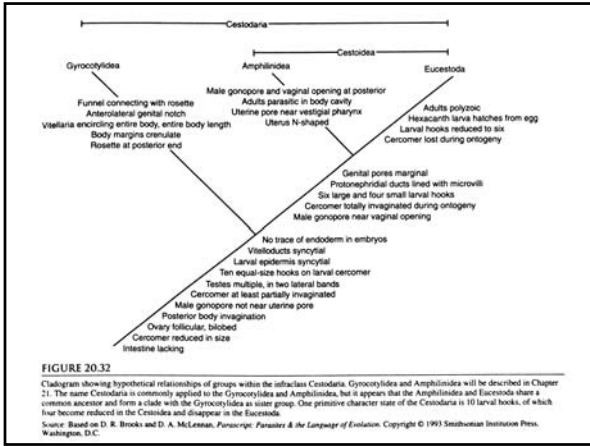 Cestodaria
Cestoidea
Gyrocotylidea
Amphilinidea
Eucestoda
Funnel connecting with rosette
Anterolateral genital notch
Vitellaria encircling entire body, entire body length
Body margins crenulate
Rosette at posterior end
Male gonopore and vaginal opening at posterior
Adults parasitic in body cavity
Uterine pore near vestigial pharynx
Uterus N-shaped
Adults polyzoic
Hexacanth larva hatches from egg
Larval hooks reduced to six
Cercomer lost during ontogeny
Genital pores marginal
Protonephridial ducts lined with microvilli
Six large and four small larval hooks
Cercomer totally invaginated during ontogeny
Male gonopore near vaginal opening
No trace of endoderm in embryos
Vitelloducts syncytial
Larval epidermis syncytial
Ten equal-size hooks on larval cercomer
Testes multiple, in two lateral bands
Cercomer at least partially invaginated
Male gonopore not near uterine pore
Posterior body invagination
Ovary follicular, bilobed
Cercomer reduced in size
Intestine lacking
FIGURE 20.32
Cladogram showing hypothetical relationships of groups within the infraclass Cestodaria. Gyrocotylidea and Amphilinidea will be described in Chapter
21. The name Cestodaria is commonly applied to the Gyrocotylidea and Amphilinidea, but it appears that the Amphilinidea and Eucestoda share a
common ancestor and form a clade with the Gyrocotylidea as sister group. One primitive character state of the Cestodaria is 10 larval hooks, of which
four become reduced in the Cestoidea and disappear in the Eucestoda.
Source: Based on D. R. Brooks and D. A. McLennan, Parascript: Parasites & the Language of Evolution. Copyright © 1993 Smithsonian Institution Press.
Washington, D.C.